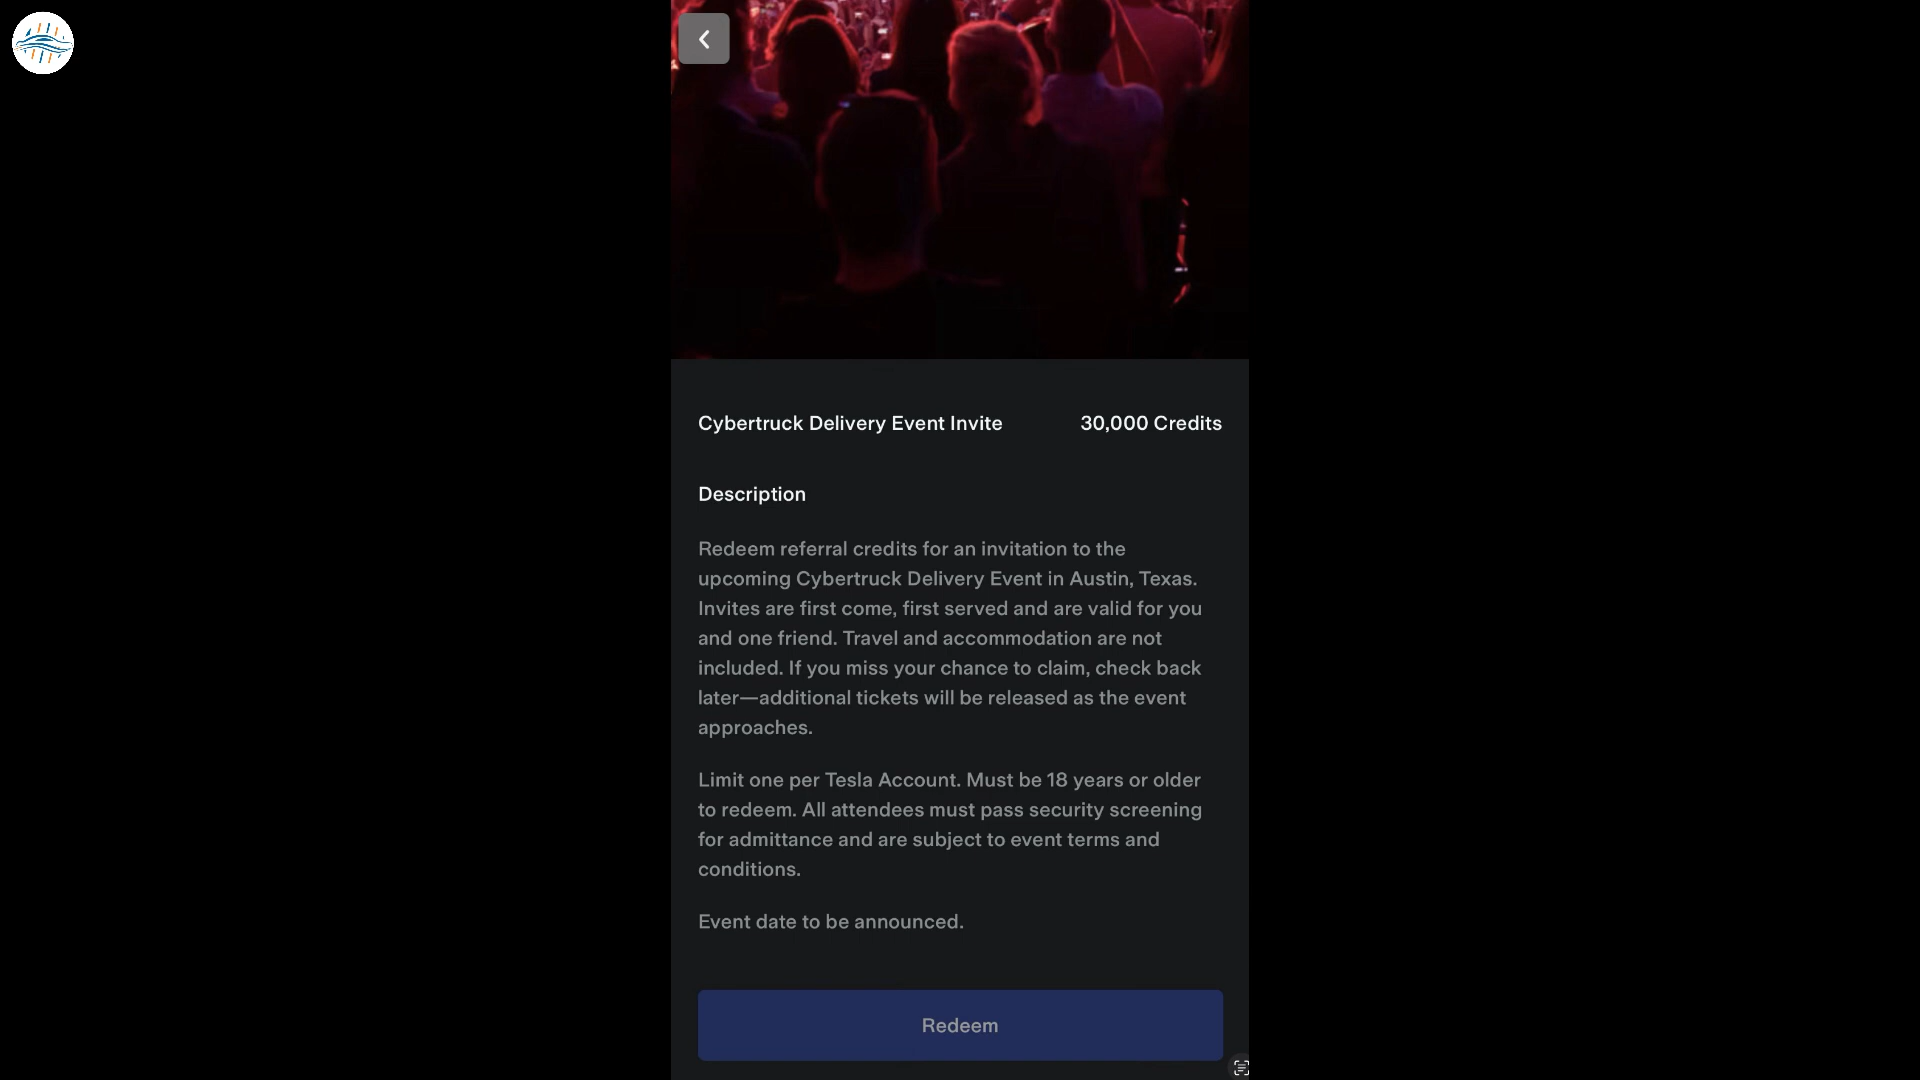 Cybertruck Delivery Event Invite 30,000 Credits
Description
Redeem referral credits for an invitation to the
upcoming Cybertruck Delivery Event in Austin, Texas.
Invites are first come, first served and are valid for you
and one friend. Travel and accommodation are not
included. If you miss your chance to claim, check back
later—additional tickets will be released as the event
approaches.
Limit one per Tesla Account. Must be 18 years or older
to redeem. All attendees must pass security screening
for admittance and are subject to event terms and
conditions.
Event date to be announced.
Redeem